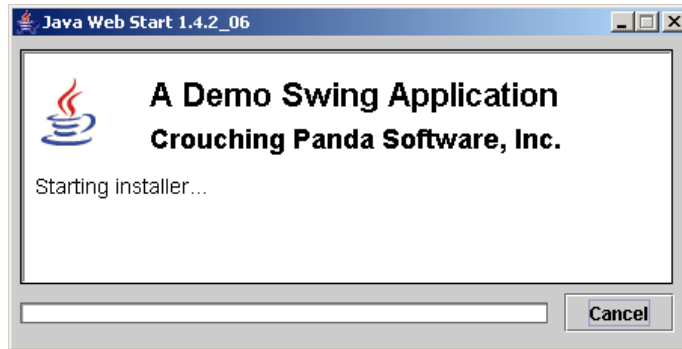 Java Web Start 1.4.2_06
A Demo Swing Application
Crouching Panda Software, Inc.
Starting installer...
Cancel